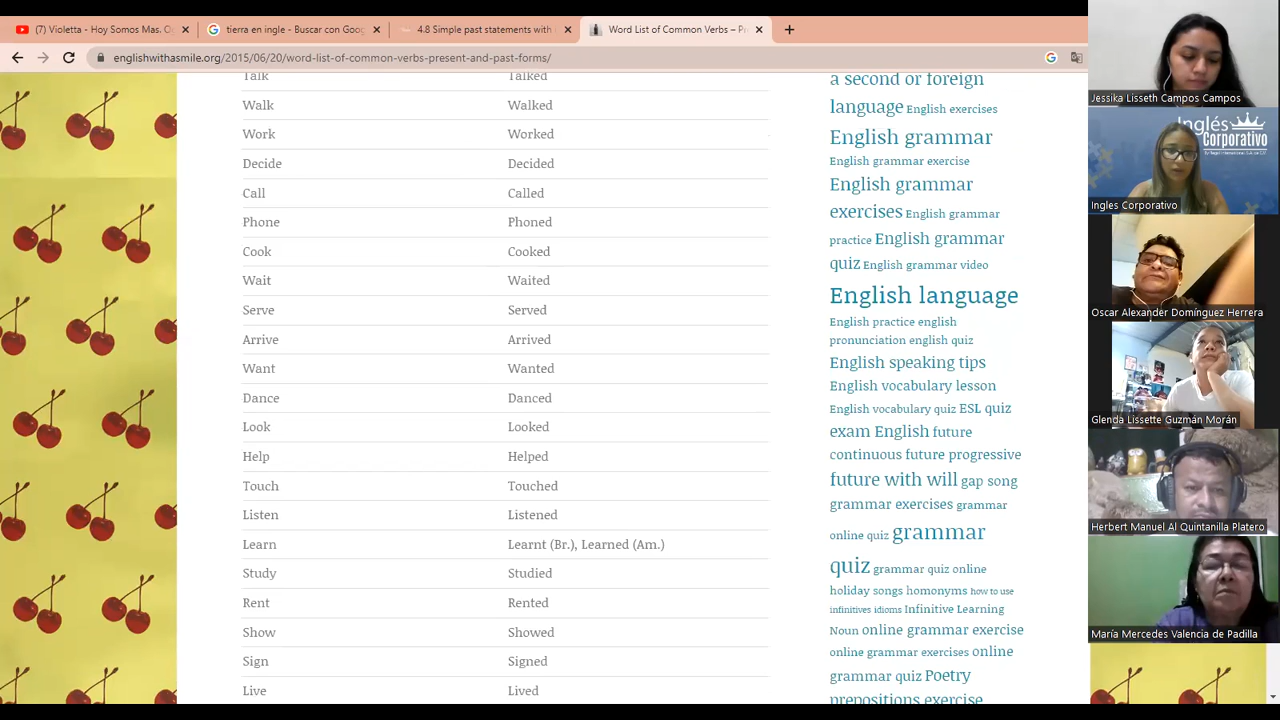 (7) Violetta - Hoy Somos Mas. O
tierra en ingle - Buscar con Goog
4.8 Simple past statements with
Word List of Common Verbs – Pr
englishwithasmile.org/2015/06/20/word-list-of-common-verbs-present-and-past-forms/
Talk Talked
Walk Walked
Work Worked
Decide Decided
Call Called
Phone Phoned
Cook Cooked
Wait Waited
Serve Served
Arrive Arrived
Want Wanted
Dance Danced
Look Looked
Help Helped
Touch Touched
Listen Listened
Learn Learnt (Br.), Learned (Am.)
Study Studied
Rent Rented
Show Showed
Sign Signed
Live Lived
a second or foreign
language English exercises
English grammar
English grammar exercise
English grammar
exercises English grammar
practice English grammar
quiz English grammar video
English language
English practice english
pronunciation english quiz
English speaking tips
English vocabulary lesson
English vocabulary quiz ESL quiz
exam English future
continuous future progressive
future with will gap song
grammar exercises grammar
online quiz grammar
quiz grammar quiz online
holiday songs homonyms how to use
infinitives idioms Infinitive Learning
Noun online grammar exercise
online grammar exercises online
grammar quiz Poetry
prepositions exercise
Jessika Lisseth Campos Campos
Inglés
Corporativo
Ingles Corporativo
Oscar Alexander Domínguez Herrera
Glenda Lissette Guzmán Morán
Herbert Manuel Al Quintanilla Platero
María Mercedes Valencia de Padilla